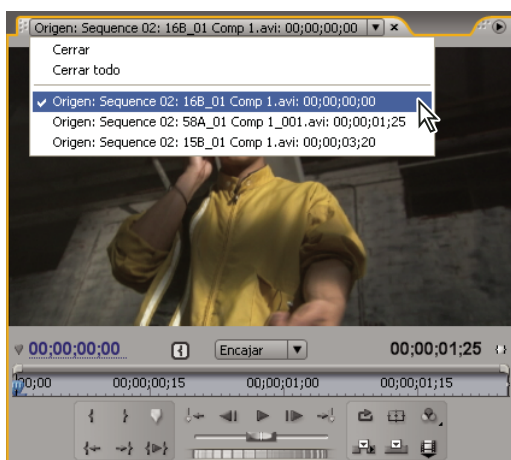 Origen: Sequence 02: 16B_01 Comp 1.avi: 00;00;00;00
Cerrar
Cerrar todo
Origen: Sequence 02: 16B_01 Comp 1.avi: 00;00;00;00
Origen: Sequence 02: 58A_01 Comp 1_001.avi: 00;00;01;25
Origen: Sequence 02: 15B_01 Comp 1.avi: 00;00;03;20
00;00;00;00 Encajar 00;00;01;25
00;00 00;00;00;15 00;00;01;00 00;00;01;15